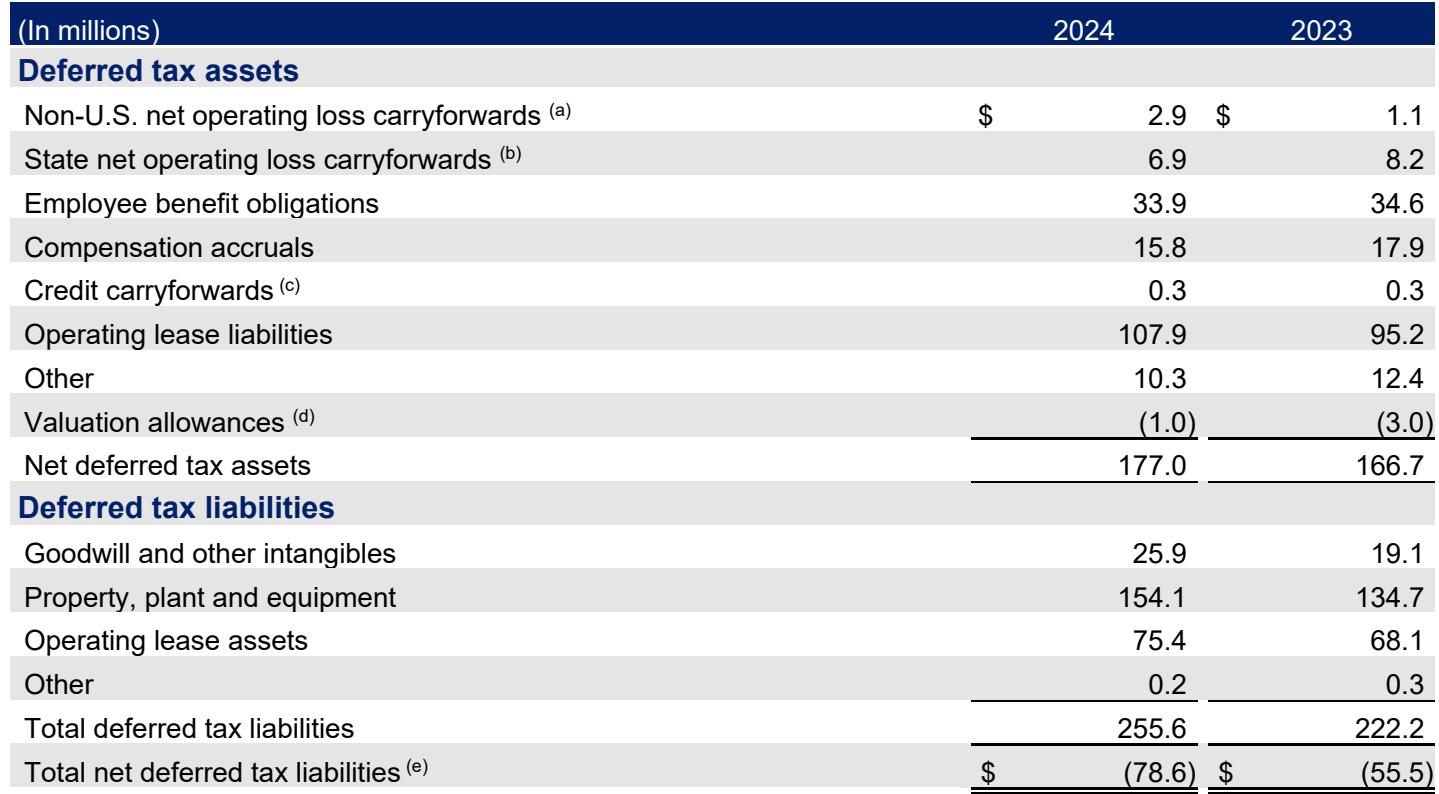 (In millions) 2024 2023
Deferred tax assets
Non-U.S. net operating loss carryforwards (a) $ 2.9 $ 1.1
State net operating loss carryforwards (b) 6.9 8.2
Employee benefit obligations 33.9 34.6
Compensation accruals 15.8 17.9
Credit carryforwards (c) 0.3 0.3
Operating lease liabilities 107.9 95.2
Other 10.3 12.4
Valuation allowances (d) (1.0) (3.0)
Net deferred tax assets 177.0 166.7
Deferred tax liabilities
Goodwill and other intangibles 25.9 19.1
Property, plant and equipment 154.1 134.7
Operating lease assets 75.4 68.1
Other 0.2 0.3
Total deferred tax liabilities 255.6 222.2
Total net deferred tax liabilities (e) $ (78.6) $ (55.5)